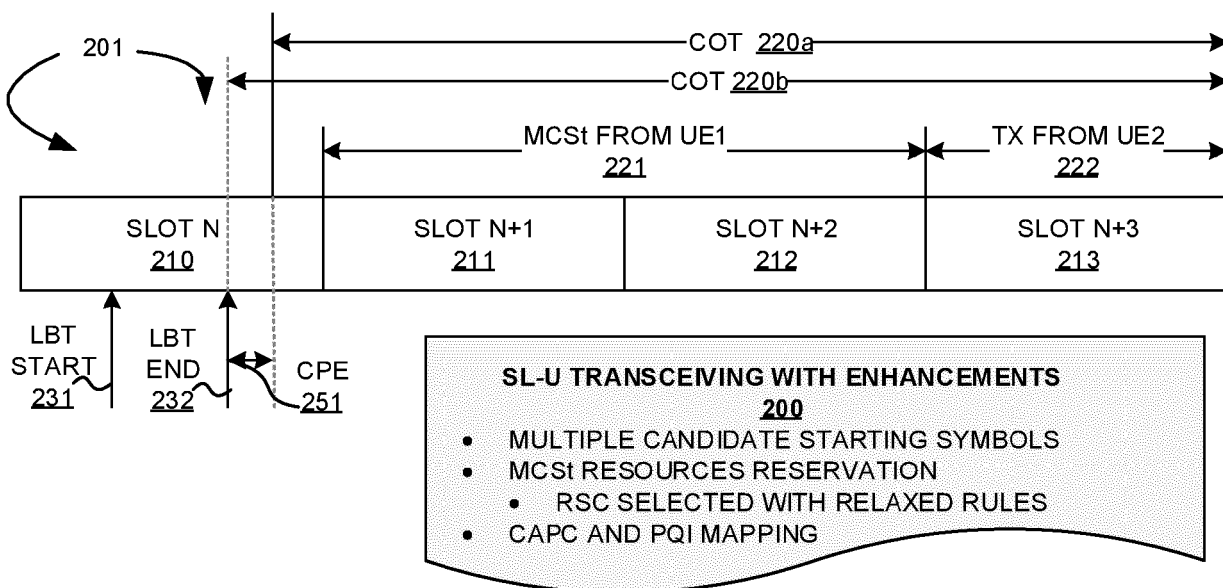 201
COT 220a
COT 220b
MCSt FROM UE1
221
TX FROM UE2
222
SLOT N
210
SLOT N+1
211
SLOT N+2
212
SLOT N+3
213
LBT
START
231
LBT
END
232
CPE
251
SL-U TRANSCEIVING WITH ENHANCEMENTS
200
• MULTIPLE CANDIDATE STARTING SYMBOLS
• MCSt RESOURCES RESERVATION
• RSC SELECTED WITH RELAXED RULES
• CAPC AND PQI MAPPING